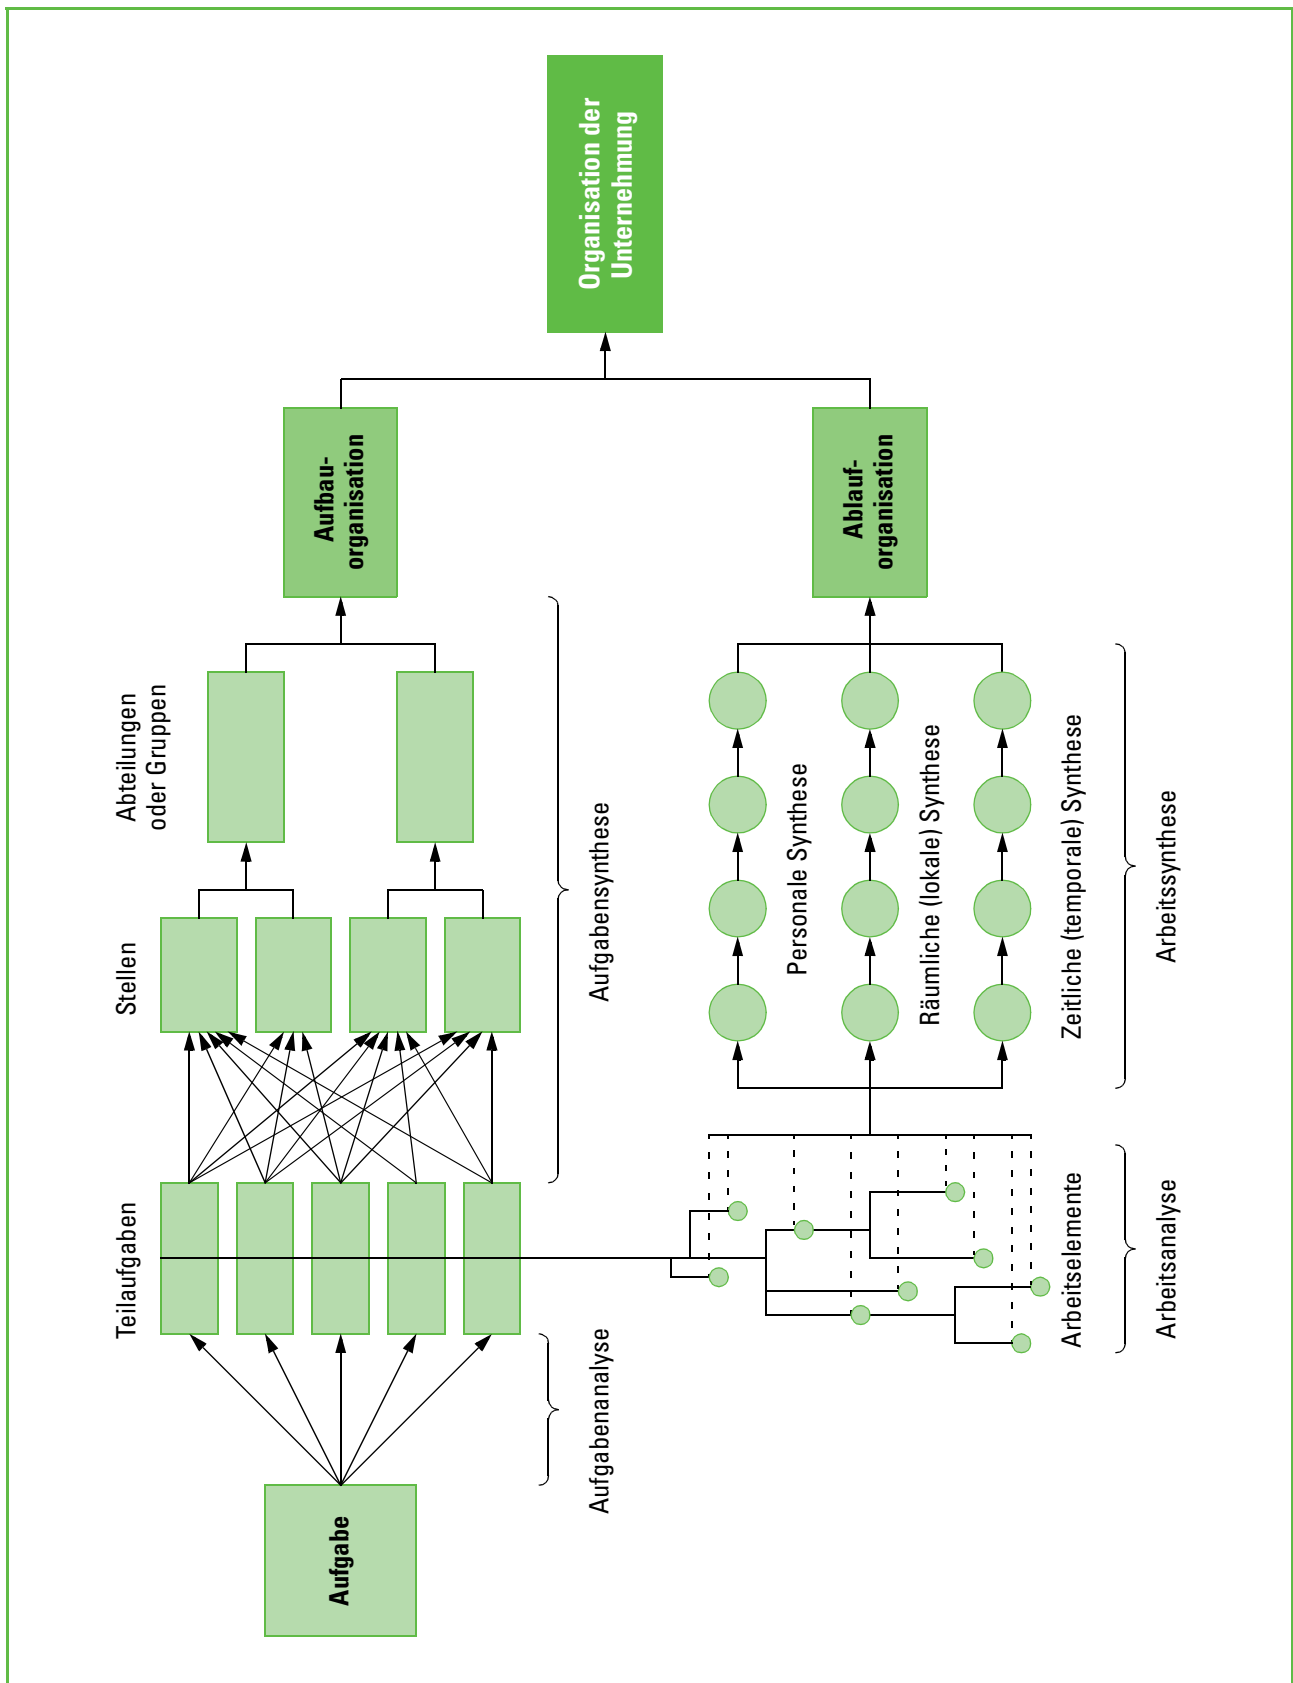 Aufgabe
Teilaufgaben
Stellen
Abteilungen
oder Gruppen
Aufbau-
organisation
Aufgabenanalyse
Aufgabensynthese
Organisation der
Unternehmung
Personale Synthese
Räumliche (lokale) Synthese
Zeitliche (temporale) Synthese
Ablauf-
organisation
Arbeitselemente
Arbeitsanalyse
Arbeitssynthese